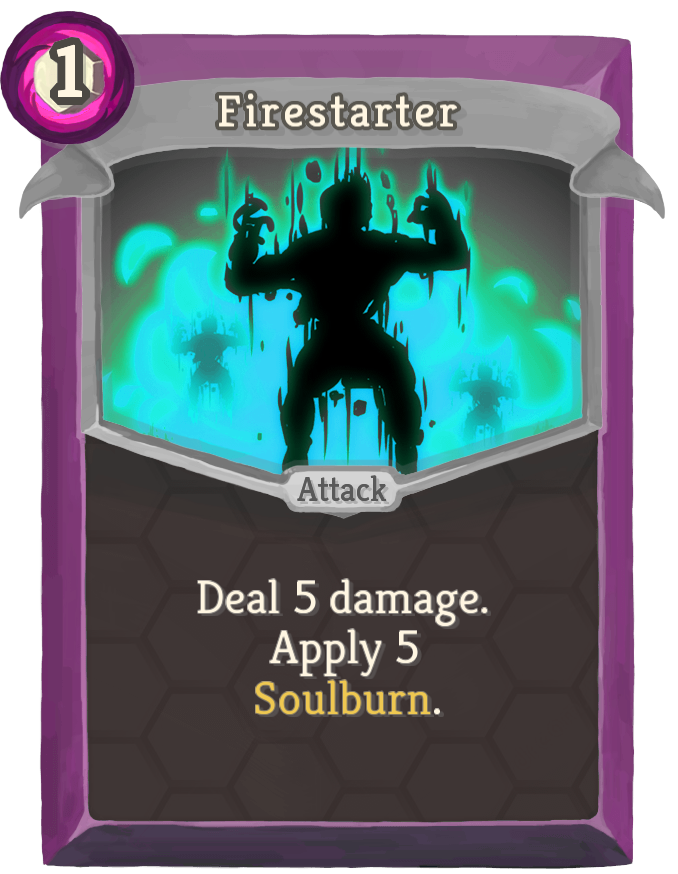 1
Firestarter
Attack
Deal 5 damage.
Apply 5
Soulburn.